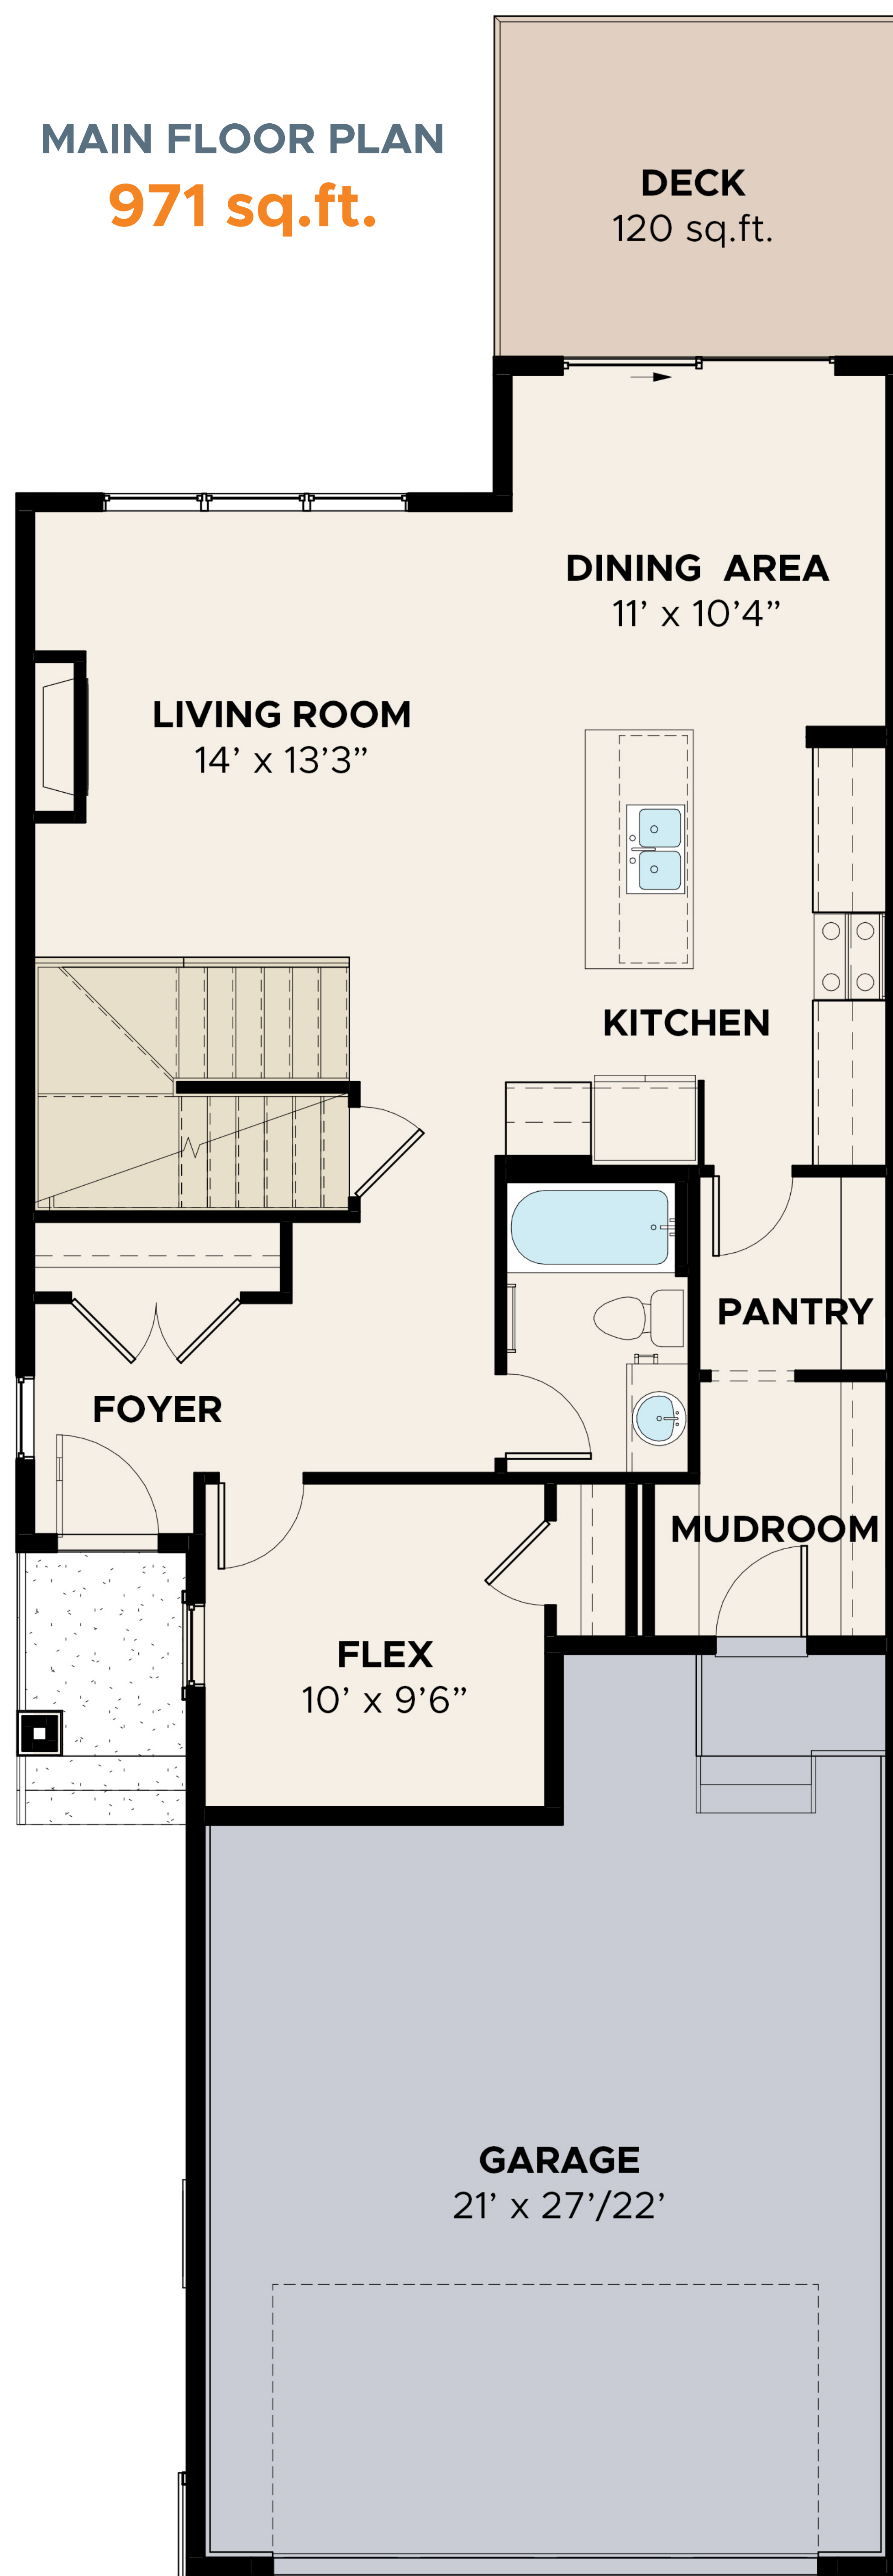 MAIN FLOOR PLAN
971 sq.ft.
DECK
120 sq.ft.
DINING AREA
11’ x 10’4”
LIVING ROOM
14’ x 13’3”
KITCHEN
PANTRY
FOYER
MUDROOM
FLEX
10’ x 9’6”
GARAGE
21’ x 27’/22’